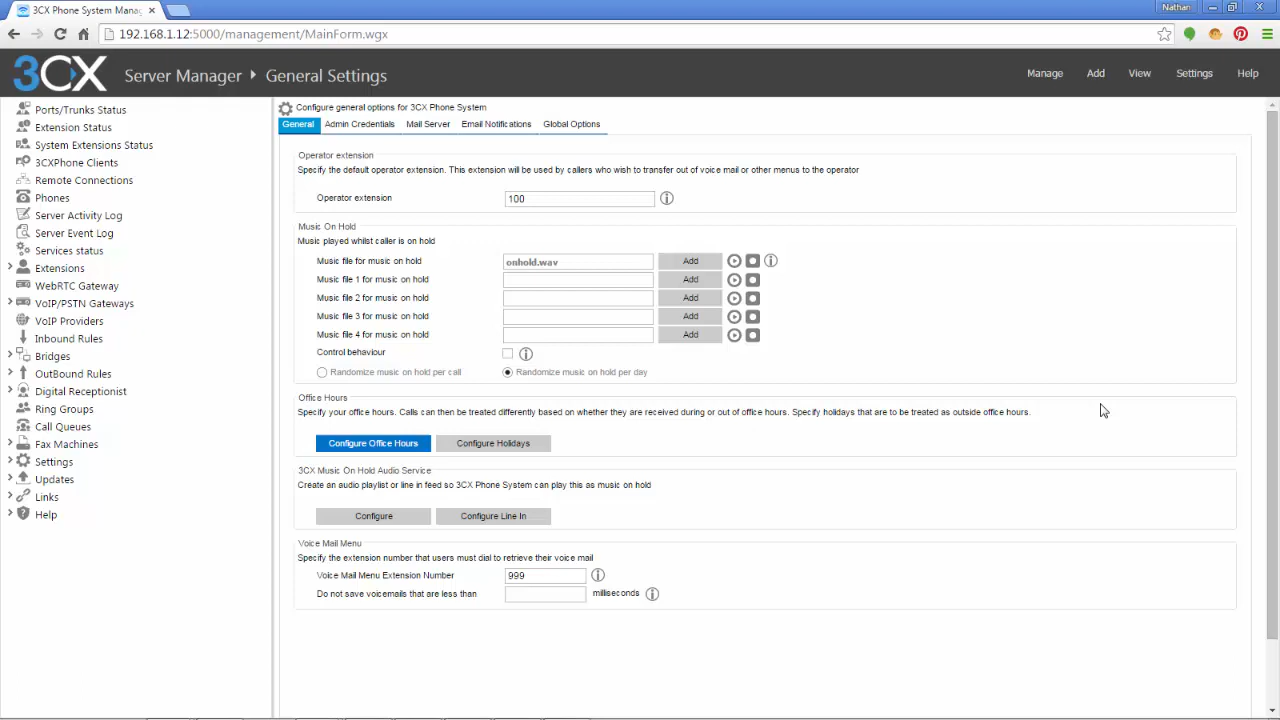 3CX Phone System Manag
Nathan
192.168.1.12:5000/management/MainForm.wgx
3CX Server Manager General Settings
Manage Add View Settings Help
Ports/Trunks Status
Extension Status
System Extensions Status
3CXPhone Clients
Remote Connections
Phones
Server Activity Log
Server Event Log
Services status
Extensions
WebRTC Gateway
VoIP/PSTN Gateways
VoIP Providers
Inbound Rules
Bridges
OutBound Rules
Digital Receptionist
Ring Groups
Call Queues
Fax Machines
Settings
Updates
Links
Help
Configure general options for 3CX Phone System
General Admin Credentials Mail Server Email Notifications Global Options
Operator extension
Specify the default operator extension. This extension will be used by callers who wish to transfer out of voice mail or other menus to the operator
Operator extension 100
Music On Hold
Music played whilst caller is on hold
Music file for music on hold onhold.wav Add
Music file 1 for music on hold Add
Music file 2 for music on hold Add
Music file 3 for music on hold Add
Music file 4 for music on hold Add
Control behaviour
Randomize music on hold per call Randomize music on hold per day
Office Hours
Specify your office hours. Calls can then be treated differently based on whether they are received during or out of office hours. Specify holidays that are to be treated as outside office hours.
Configure Office Hours Configure Holidays
3CX Music On Hold Audio Service
Create an audio playlist or line in feed so 3CX Phone System can play this as music on hold
Configure Configure Line In
Voice Mail Menu
Specify the extension number that users must dial to retrieve their voice mail
Voice Mail Menu Extension Number 999
Do not save voicemails that are less than milliseconds